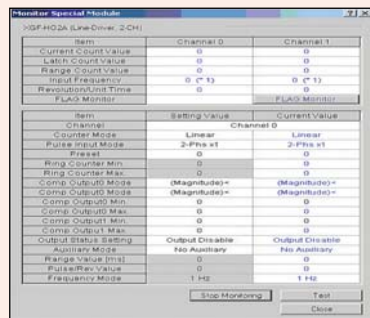 Monitor Special Module
XGF-HO2A (Line-Driver, 2-CH)
Item Channel 0 Channel 1
Current Count Value 0 0
Latch Count Value 0 0
Range Count Value 0 0
Input Frequency 0 (* 1) 0 (* 1)
Revolution/Unit Time 0 0
FLAG Monitor FLAG Monitor
Item Setting Value Current Value
Channel Channel 0
Counter Mode Linear Linear
Pulse Input Mode 2-Phs x1 2-Phs x1
Preset 0 0
Ring Counter Min. 0 0
Ring Counter Max. 0 0
Comp Output0 Mode (Magnitude)< (Magnitude)<
Comp Output0 Mode (Magnitude)< (Magnitude)<
Comp Output0 Min. 0 0
Comp Output0 Max. 0 0
Comp Output1 Min. 0 0
Comp Output1 Max. 0 0
Output Status Setting Output Disable Output Disable
Auxiliary Mode No Auxiliary No Auxiliary
Range Value [ms] 0 0
Pulse/Rev Value 0 0
Frequency Mode 1 Hz 1 Hz
Stop Monitoring Test
Close